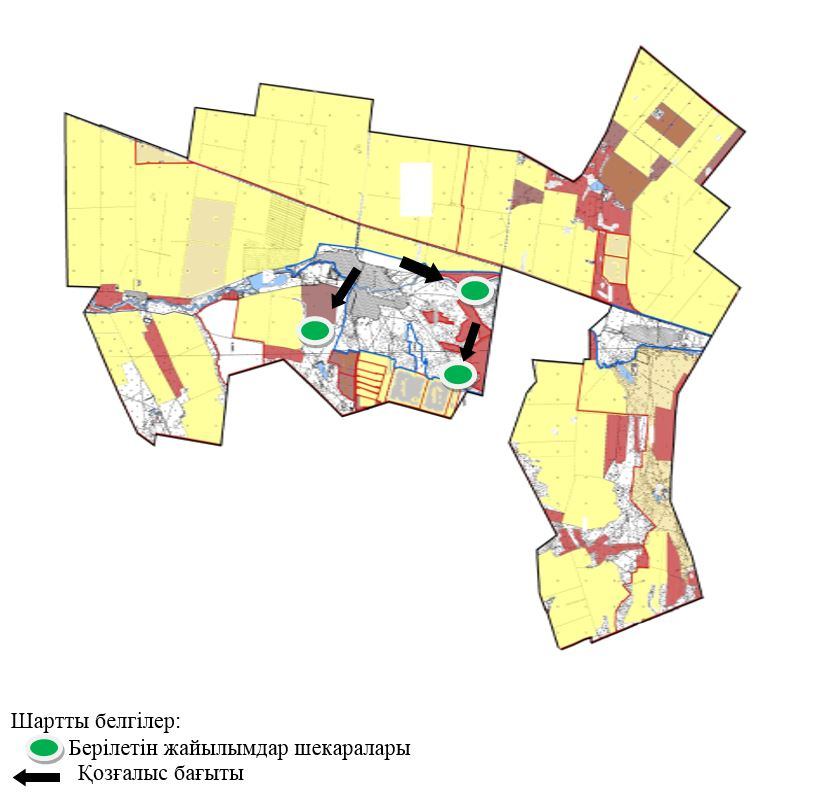 Шартты белгілер:
Берілетін жайылымдар шекаралары
Қозғалыс бағыты